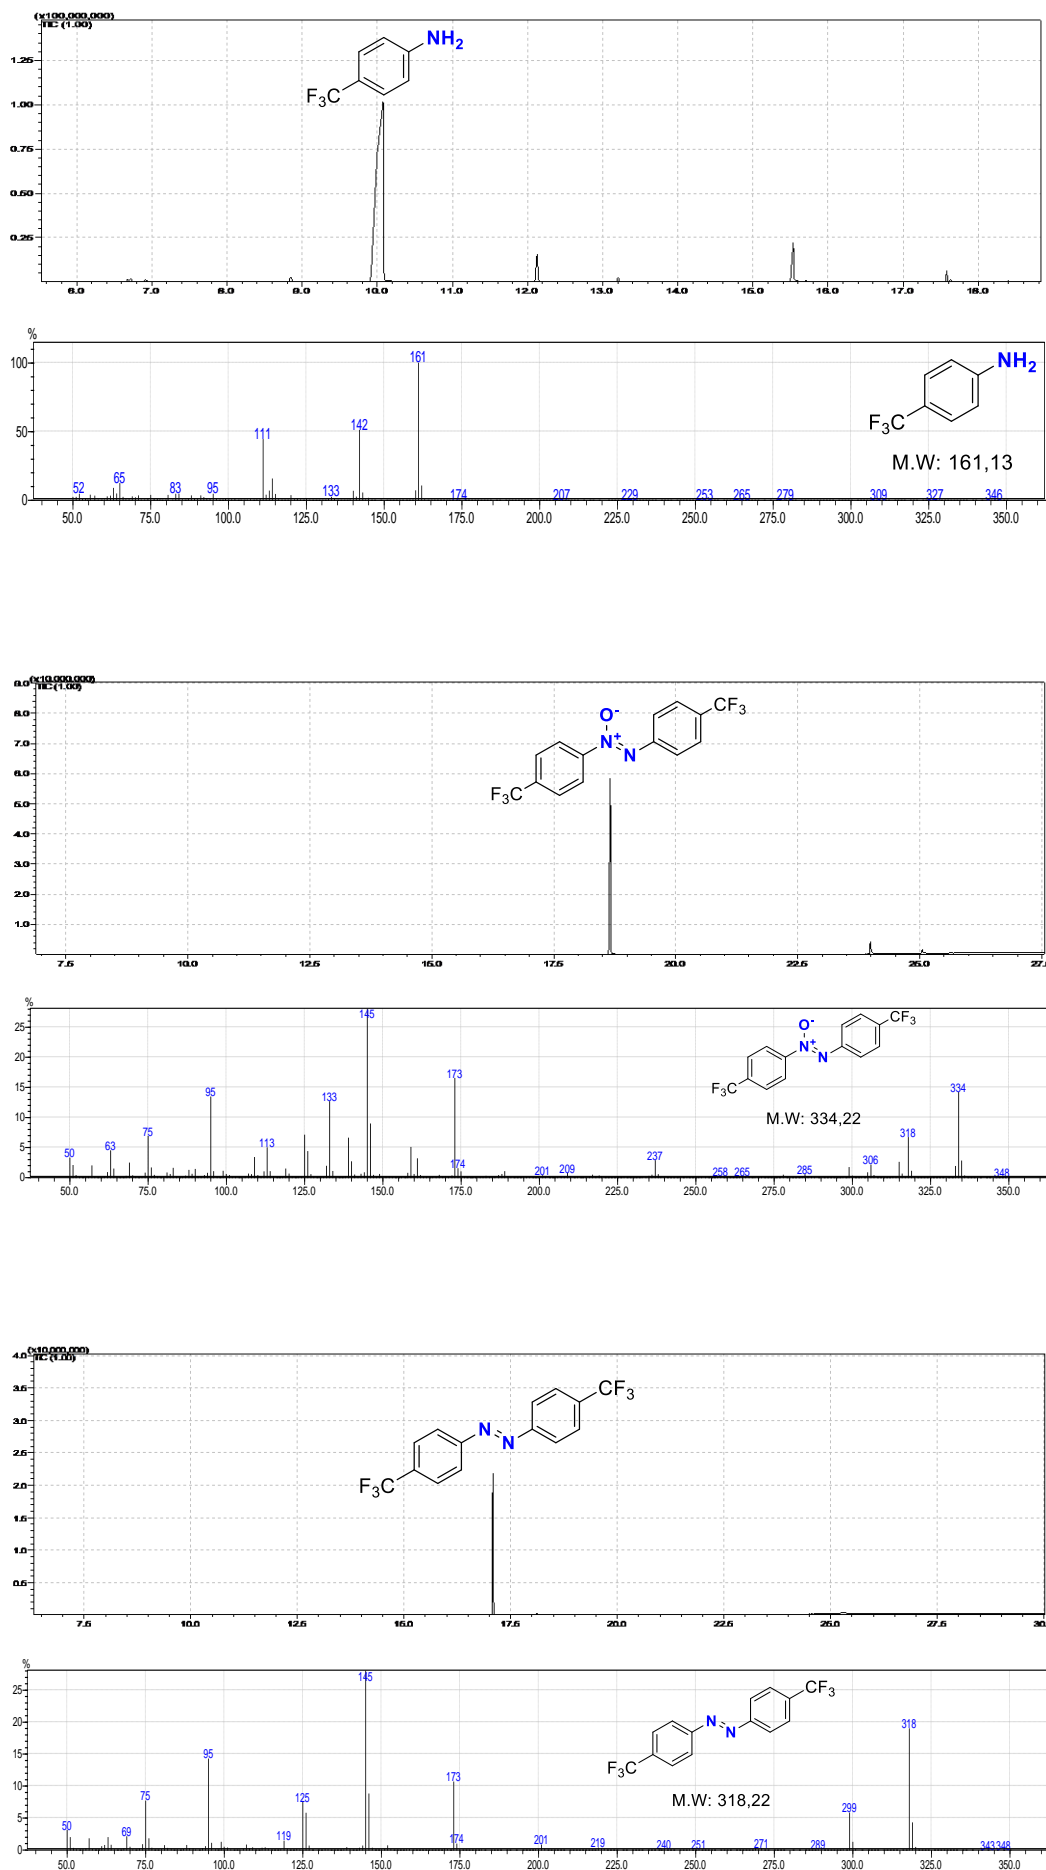 (x100,000,000)
TIC (1.00)
NH2
F3C
1.25
1.00
0.75
0.50
0.25
6.0 7.0 8.0 9.0 10.0 11.0 12.0 13.0 14.0 15.0 16.0 17.0 18.0
%
100
50
0
161
142
111
52 65 83 95 133 174 207 229 253 265 279 309 327 346
NH2
F3C
M.W: 161,13
50.0 75.0 100.0 125.0 150.0 175.0 200.0 225.0 250.0 275.0 300.0 325.0 350.0
(x10,000,000)
9.0 TIC (1.00)
8.0
7.0
6.0
5.0
4.0
3.0
2.0
1.0
O-
N+
N
CF3
F3C
7.5 10.0 12.5 15.0 17.5 20.0 22.5 25.0 27.
%
25
20
15
10
5
0
145
173
334
95
133
75
318
50 63 113 174 201 209 237 258 265 285 306 348
O-
N+
N
CF3
F3C
M.W: 334,22
50.0 75.0 100.0 125.0 150.0 175.0 200.0 225.0 250.0 275.0 300.0 325.0 350.0
(x10,000,000)
4.0 TIC (1.00)
3.5
3.0
2.5
2.0
1.5
1.0
0.5
N
N
CF3
F3C
7.5 10.0 12.5 15.0 17.5 20.0 22.5 25.0 27.5 30.
%
25
20
15
10
5
0
145
318
95
173
75
125
299
50 69 119 174 201 219 240 251 271 289 343 348
N
N
CF3
F3C
M.W: 318,22
50.0 75.0 100.0 125.0 150.0 175.0 200.0 225.0 250.0 275.0 300.0 325.0 350.0